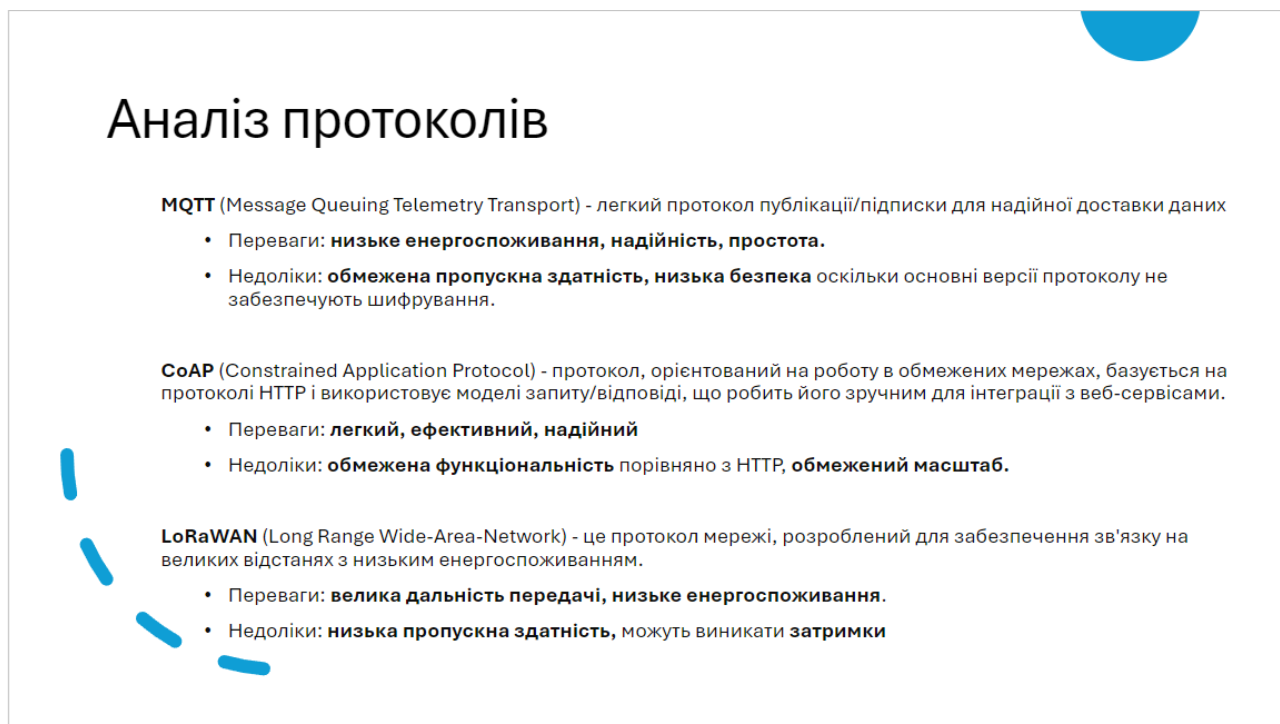 Аналіз протоколів
MQTT (Message Queuing Telemetry Transport) - легкий протокол публікації/підписки для надійної доставки даних
• Переваги: низьке енергоспоживання, надійність, простота.
• Недоліки: обмежена пропускна здатність, низька безпека оскільки основні версії протоколу не
забезпечують шифрування.
CoAP (Constrained Application Protocol) - протокол, орієнтований на роботу в обмежених мережах, базується на
протоколі HTTP і використовує моделі запиту/відповіді, що робить його зручним для інтеграції з веб-сервісами.
• Переваги: легкий, ефективний, надійний
• Недоліки: обмежена функціональність порівняно з HTTP, обмежений масштаб.
LoRaWAN (Long Range Wide-Area-Network) - це протокол мережі, розроблений для забезпечення зв'язку на
великих відстанях з низьким енергоспоживанням.
• Переваги: велика дальність передачі, низьке енергоспоживання.
• Недоліки: низька пропускна здатність, можуть виникати затримки